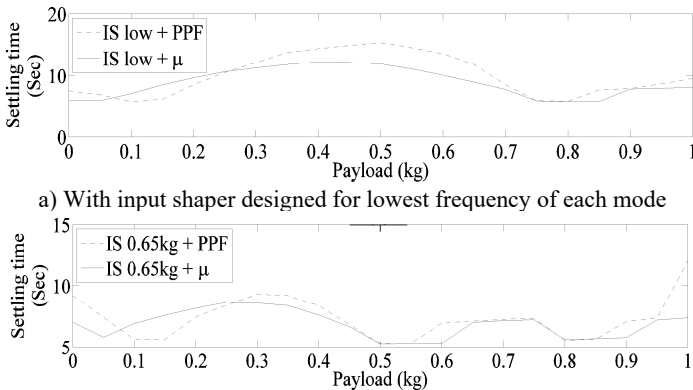 20
10
0
Settling time
(Sec)
IS low + PPF
IS low + μ
0 0.1 0.2 0.3 0.4 0.5 0.6 0.7 0.8 0.9 1
Payload (kg)
a) With input shaper designed for lowest frequency of each mode
15
10
5
Settling time
(Sec)
IS 0.65kg + PPF
IS 0.65kg + μ
0 0.1 0.2 0.3 0.4 0.5 0.6 0.7 0.8 0.9 1
Payload (kg)